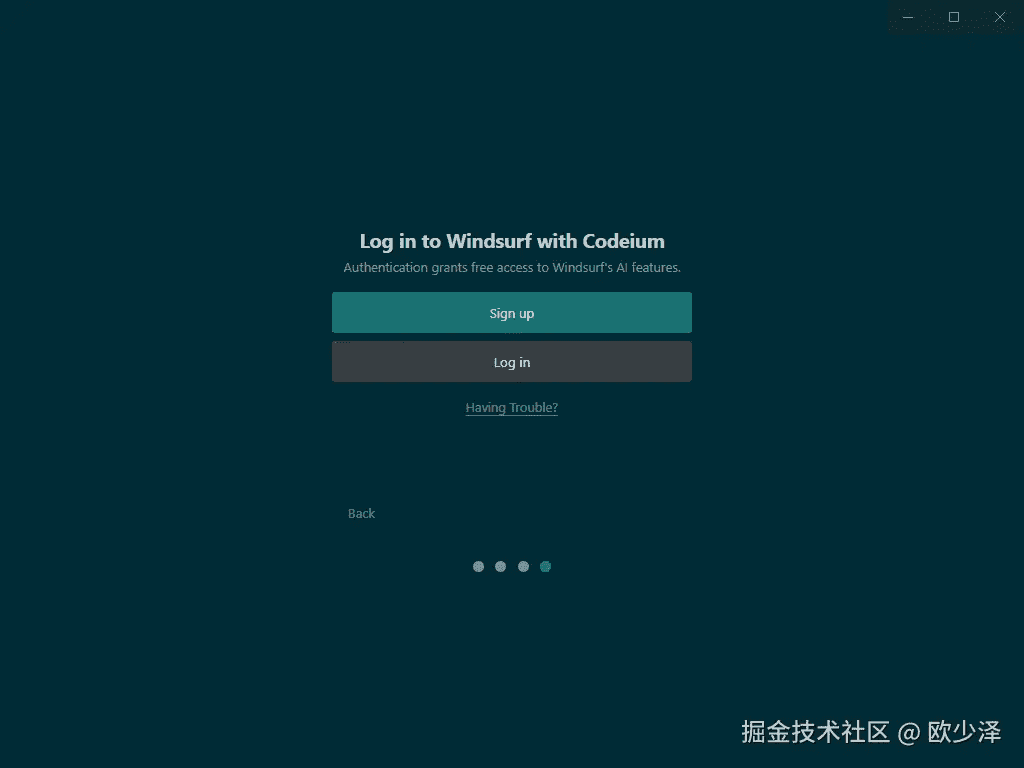 Log in to Windsurf with Codeium
Authentication grants free access to Windsurf's AI features.
Sign up
Log in
Having Trouble?
Back
掘金技术社区 @ 欧少泽